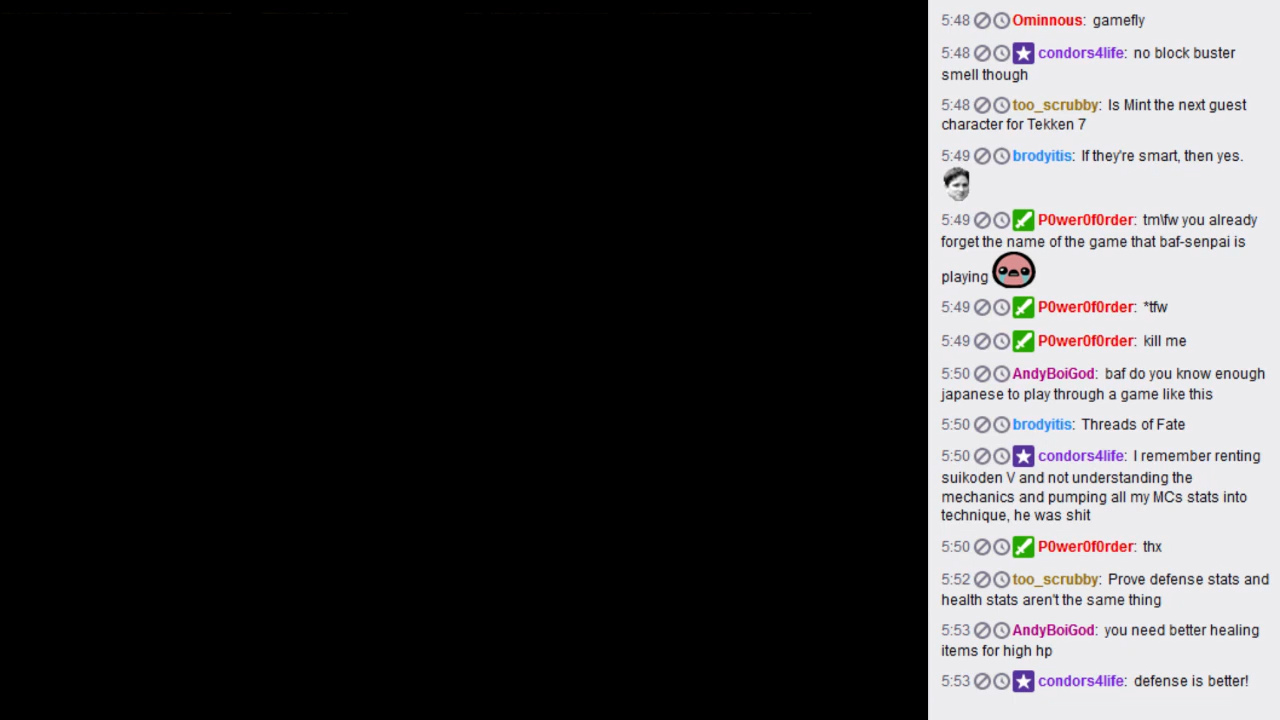 5:48 Ominnous: gamefly
5:48 condors4life: no block buster
smell though
5:48 too_scrubby: Is Mint the next guest
character for Tekken 7
5:49 brodyitis: If they're smart, then yes.
5:49 P0wer0f0rder: tm\fw you already
forget the name of the game that baf-senpai is
playing
5:49 P0wer0f0rder: *tfw
5:49 P0wer0f0rder: kill me
5:50 AndyBoiGod: baf do you know enough
japanese to play through a game like this
5:50 brodyitis: Threads of Fate
5:50 condors4life: I remember renting
suikoden V and not understanding the
mechanics and pumping all my MCs stats into
technique, he was shit
5:50 P0wer0f0rder: thx
5:52 too_scrubby: Prove defense stats and
health stats aren't the same thing
5:53 AndyBoiGod: you need better healing
items for high hp
5:53 condors4life: defense is better!